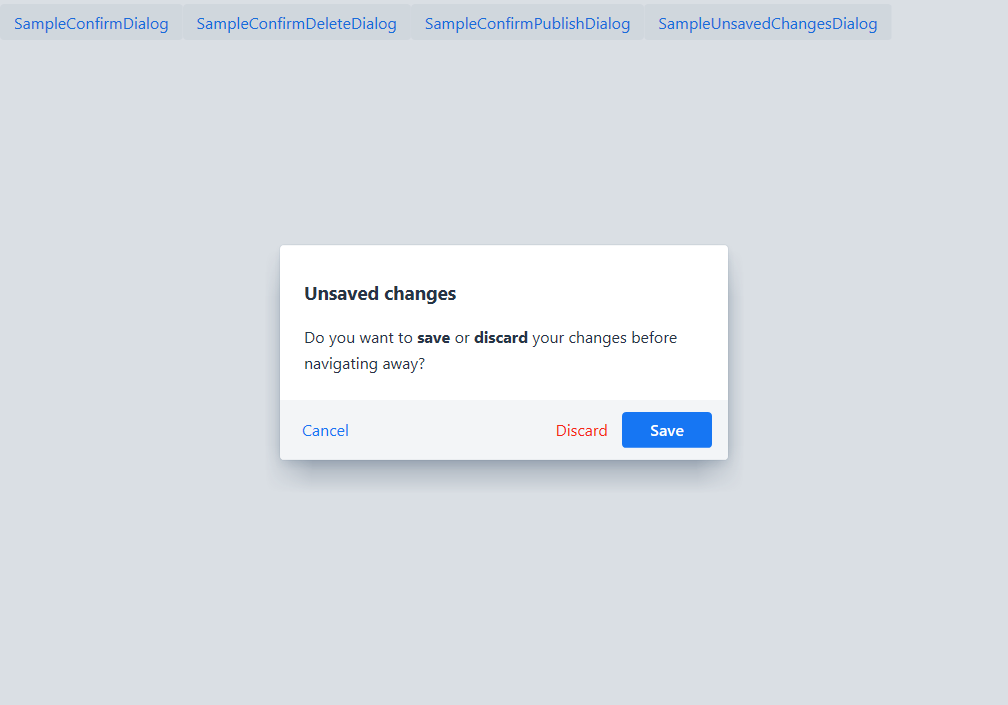 SampleConfirmDialog SampleConfirmDeleteDialog SampleConfirmPublishDialog SampleUnsavedChangesDialog
Unsaved changes
Do you want to save or discard your changes before
navigating away?
Cancel Discard Save